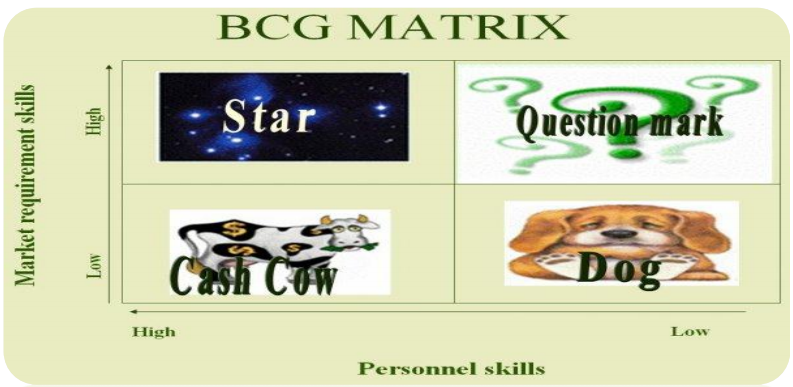 BCG MATRIX
Market requirement skills
High
Low
Star
Question mark
$ $ $
Cash Cow
Dog
High
Low
Personnel skills